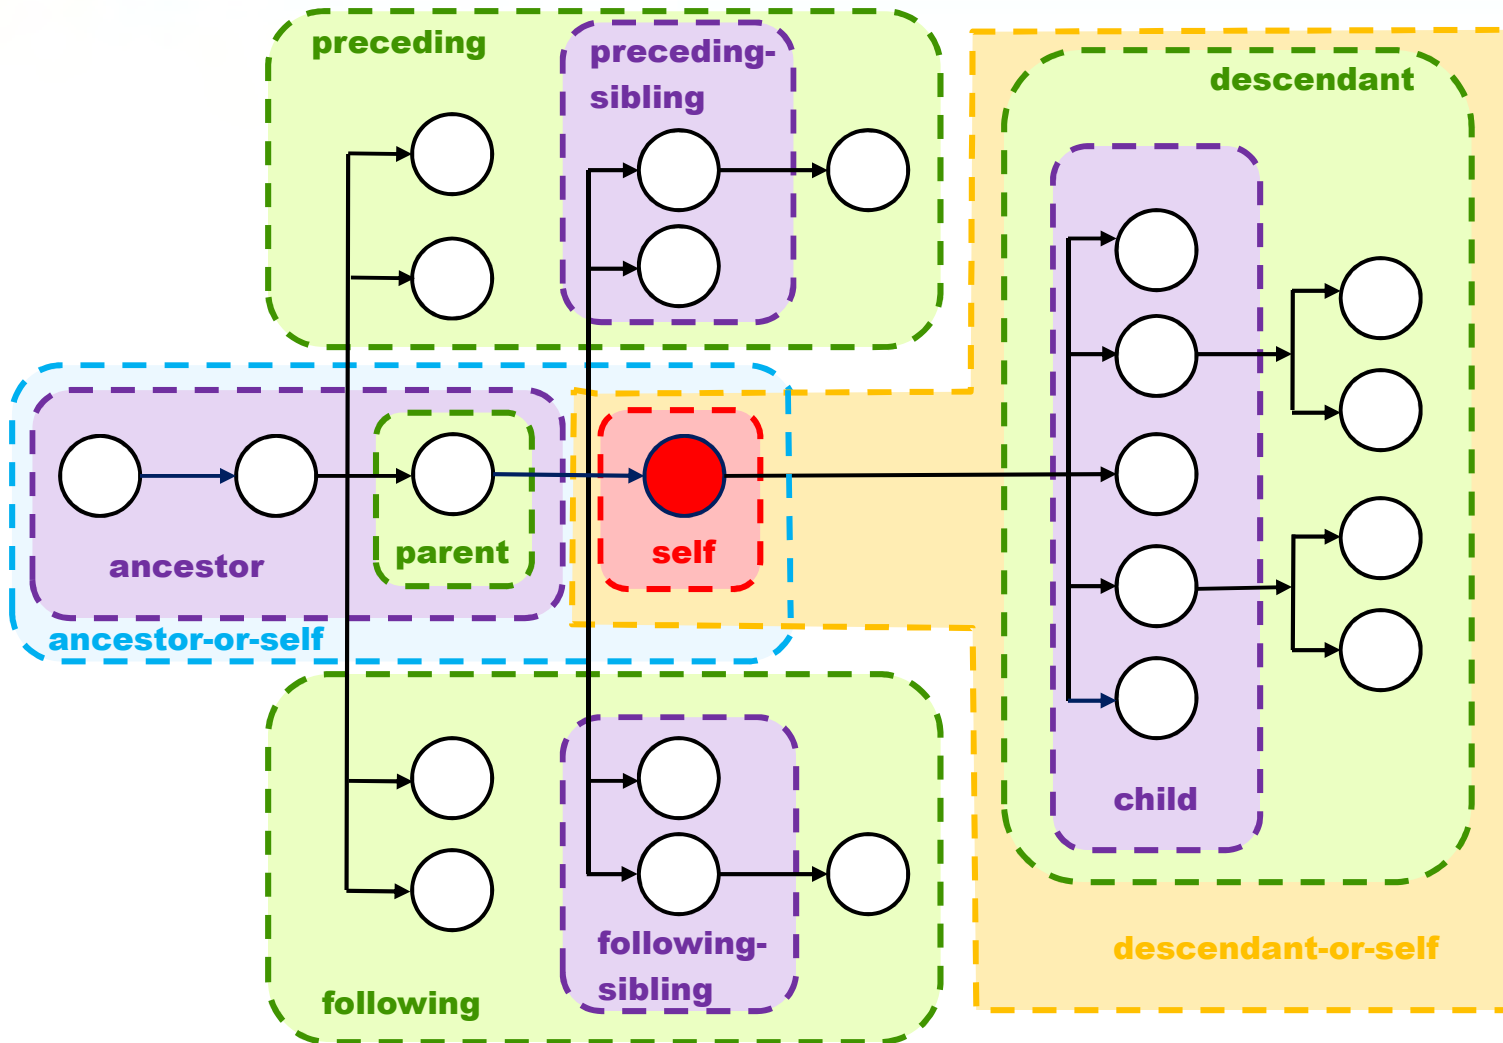 preceding
preceding-
sibling
descendant
ancestor
parent
self
ancestor-or-self
child
following-
sibling
following
descendant-or-self